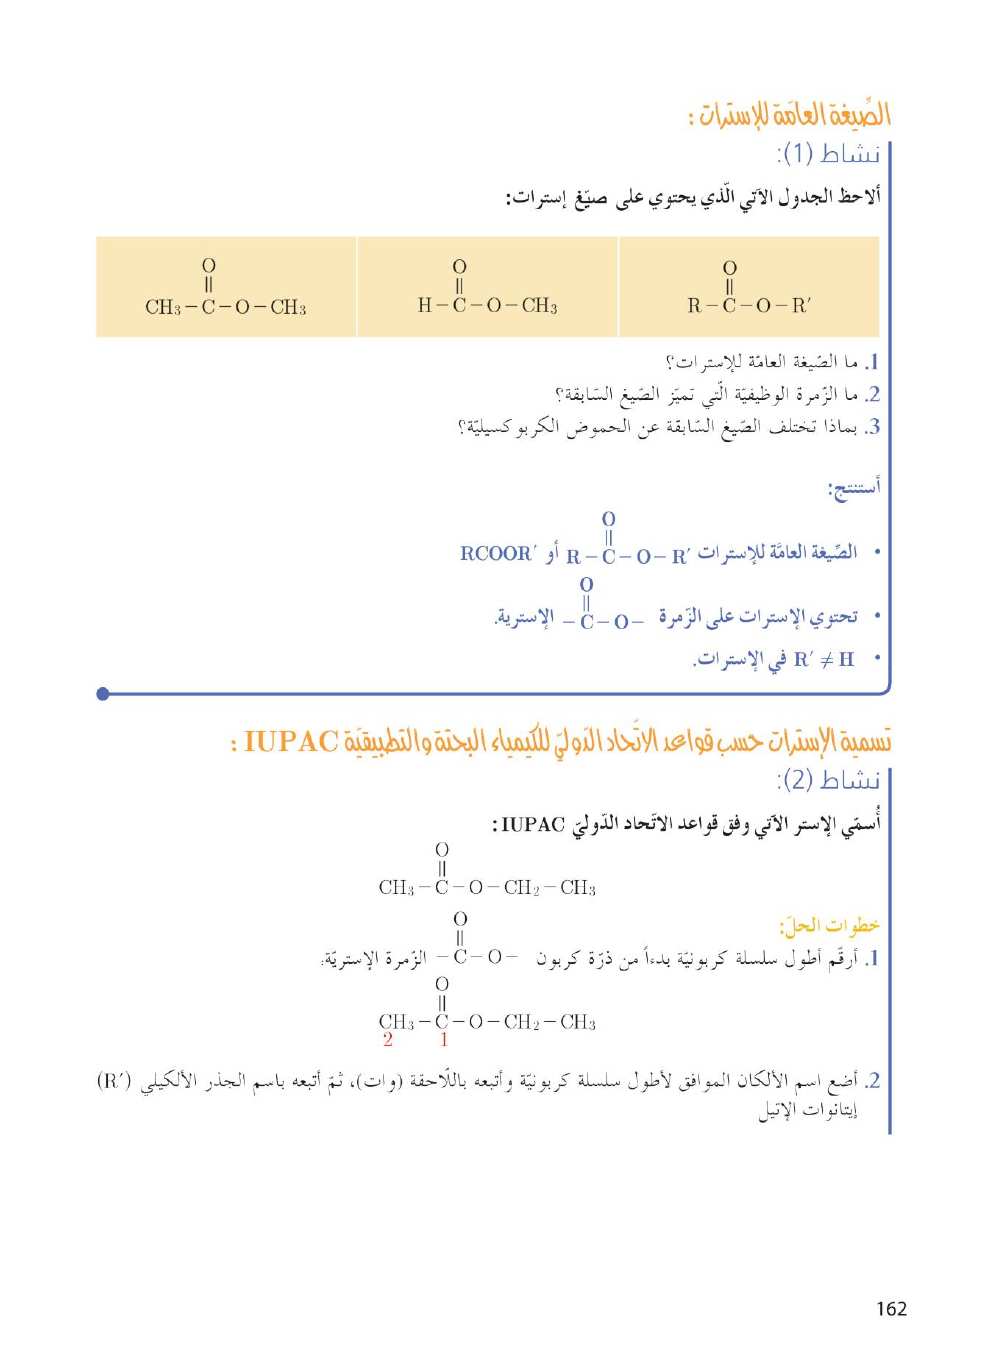 الصِّيغة العامّة للإسترات :
نشاط (1):
ألاحظ الجدول الآتي الّذي يحتوي على صيّغ إسترات:
O
||
R – C – O – R′
O
||
H – C – O – CH₃
O
||
CH₃ – C – O – CH₃
1. ما الصّيغة العامّة للإسترات؟
2. ما الزّمرة الوظيفيّة الّتي تميّز الصّيغ السّابقة؟
3. بماذا تختلف الصّيغ السّابقة عن الحموض الكربوكسيليّة؟
أستنتج:
O
||
• الصِّيغة العامَّة للإسترات R – C – O – R′ أو RCOOR′
O
||
• تحتوي الإسترات على الزّمرة – C – O – الإسترية.
• R′ ≠ H في الإسترات.
تسمية الإسترات حسب قواعد الاتّحاد الدّوليّ للكيمياء البحتة والتطبيقيّة IUPAC :
نشاط (2):
أُسمّي الإستر الآتي وفق قواعد الاتّحاد الدّوليّ IUPAC:
O
||
CH₃ – C – O – CH₂ – CH₃
خطوات الحلّ:
O
||
1. أرقّم أطول سلسلة كربونيّة بدءاً من ذرّة كربون – C – O – الزّمرة الإستريّة.
O
||
CH₃ – C – O – CH₂ – CH₃
2 1
2. أضع اسم الألكان الموافق لأطول سلسلة كربونيّة وأتبعه باللّاحقة (وات)، ثمّ أتبعه باسم الجذر الألكيلي (R′)
إيتانوات الإتيل
162